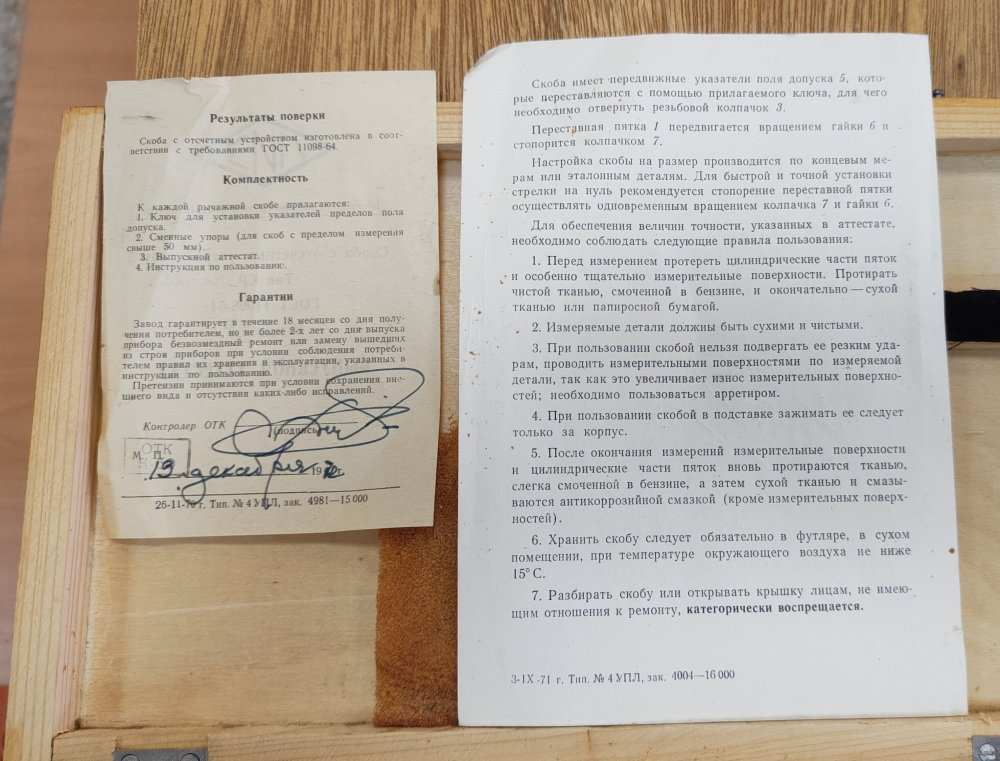 Результаты поверки
Скоба с отсчетным устройством изготовлена в соот-
ветствии с требованиями ГОСТ 11098-64.
Комплектность
К каждой рычажной скобе прилагаются:
1. Ключ для установки указателей пределов поля
допуска.
2. Сменные упоры (для скоб с пределом измерения
свыше 50 мм).
3. Выпускной аттестат.
4. Инструкция по пользованию.
Гарантии
Завод гарантирует в течение 18 месяцев со дня полу-
чения потребителем, но не более 2-х лет со дня выпуска
прибора безвозмездный ремонт или замену вышедших
из строя приборов при условии соблюдения потреби-
телем правил их хранения и эксплуатации, указанных в
инструкции по пользованию.
Претензии принимаются при условии сохранения вне-
шнего вида и отсутствия каких-либо исправлений.
Контролер ОТК
(подпись)
ОТК
М. П.
19 декабря 197 г.
26-11-70 г. Тип. № 4 УПЛ, зак. 4981—15 000
Скоба имеет передвижные указатели поля допуска 5, кото-
рые переставляются с помощью прилагаемого ключа, для чего
необходимо отвернуть резьбовой колпачок 3.
Переставная пятка 1 передвигается вращением гайки 6 и
стопорится колпачком 7.
Настройка скобы на размер производится по концевым ме-
рам или эталонным деталям. Для быстрой и точной установки
стрелки на нуль рекомендуется стопорение переставной пятки
осуществлять одновременным вращением колпачка 7 и гайки 6.
Для обеспечения величин точности, указанных в аттестате,
необходимо соблюдать следующие правила пользования:
1. Перед измерением протереть цилиндрические части пяток
и особенно тщательно измерительные поверхности. Протирать
чистой тканью, смоченной в бензине, и окончательно — сухой
тканью или папиросной бумагой.
2. Измеряемые детали должны быть сухими и чистыми.
3. При пользовании скобой нельзя подвергать ее резким уда-
рам, проводить измерительными поверхностями по измеряемой
детали, так как это увеличивает износ измерительных поверхно-
стей; необходимо пользоваться арретиром.
4. При пользовании скобой в подставке зажимать ее следует
только за корпус.
5. После окончания измерений измерительные поверхности
и цилиндрические части пяток вновь протираются тканью,
слегка смоченной в бензине, а затем сухой тканью и смазы-
ваются антикоррозийной смазкой (кроме измерительных поверх-
ностей).
6. Хранить скобу следует обязательно в футляре, в сухом
помещении, при температуре окружающего воздуха не ниже
15° С.
7. Разбирать скобу или открывать крышку лицам, не имею-
щим отношения к ремонту, категорически воспрещается.
3-IX-71 г. Тип. № 4 УПЛ, зак. 4004—16 000